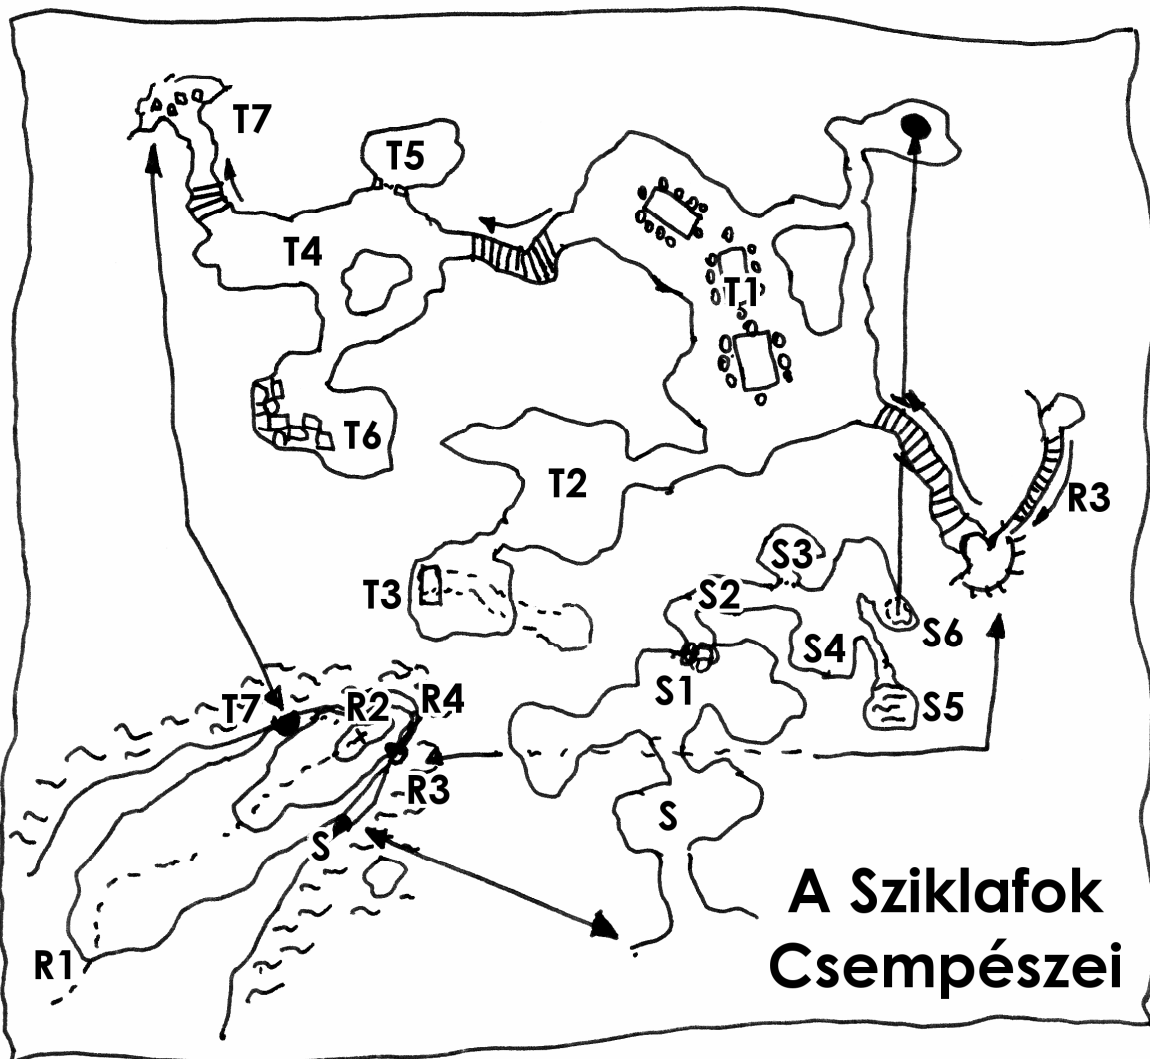 T7
T5
T4
T1
T6
T2
R3
T3
S3
S2
S6
S4
S1
S5
T7
R2
R4
R3
S
S
A Sziklafok
Csempészei
R1